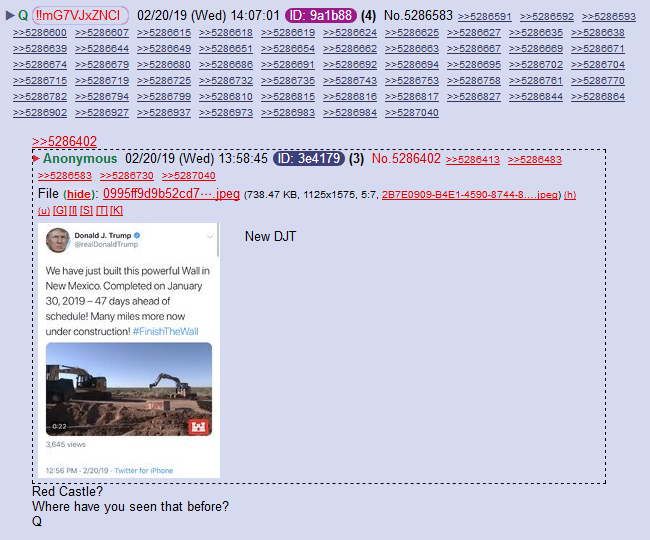 Q !!mG7VJxZNCI 02/20/19 (Wed) 14:07:01 ID: 9a1b88 (4) No.5286583 >>5286591 >>5286592 >>5286593
>>5286600 >>5286607 >>5286615 >>5286618 >>5286619 >>5286624 >>5286625 >>5286627 >>5286635 >>5286638
>>5286639 >>5286644 >>5286649 >>5286651 >>5286654 >>5286662 >>5286663 >>5286667 >>5286669 >>5286671
>>5286674 >>5286679 >>5286680 >>5286686 >>5286691 >>5286692 >>5286694 >>5286695 >>5286702 >>5286704
>>5286715 >>5286719 >>5286725 >>5286732 >>5286735 >>5286743 >>5286753 >>5286758 >>5286761 >>5286770
>>5286782 >>5286794 >>5286799 >>5286810 >>5286815 >>5286816 >>5286817 >>5286827 >>5286844 >>5286864
>>5286902 >>5286927 >>5286937 >>5286973 >>5286983 >>5286984 >>5287040
>>5286402
Anonymous 02/20/19 (Wed) 13:58:45 ID: 3e4179 (3) No.5286402 >>5286413 >>5286483
>>5286583 >>5286730 >>5287040
File (hide): 0995ff9d9b52cd7⋯.jpeg (738.47 KB, 1125x1575, 5:7, 2B7E0909-B4E1-4590-8744-8....jpeg) (h)
(u) [G] [I] [S] [T] [K]
New DJT
Donald J. Trump
@realDonaldTrump
We have just built this powerful Wall in
New Mexico. Completed on January
30, 2019 – 47 days ahead of
schedule! Many miles more now
under construction! #FinishTheWall
0:22
3,645 views
12:56 PM · 2/20/19 · Twitter for iPhone
Red Castle?
Where have you seen that before?
Q